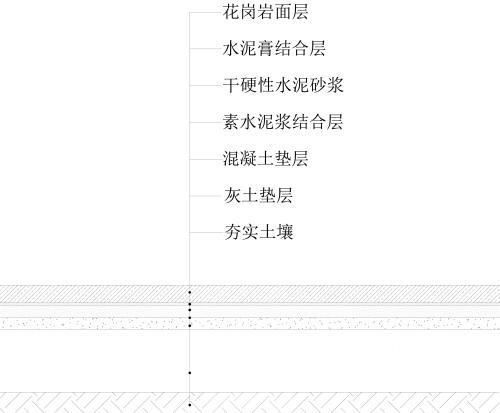 花岗岩面层
水泥膏结合层
干硬性水泥砂浆
素水泥浆结合层
混凝土垫层
灰土垫层
夯实土壤